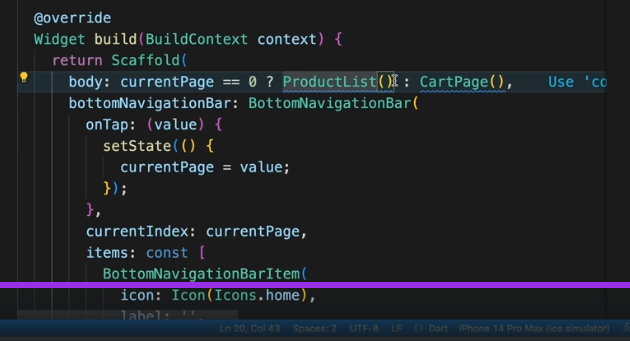 @override
Widget build(BuildContext context) {
return Scaffold(
body: currentPage == 0 ? ProductList() : CartPage(), Use 'co
bottomNavigationBar: BottomNavigationBar(
onTap: (value) {
setState(() {
currentPage = value;
});
},
currentIndex: currentPage,
items: const [
BottomNavigationBarItem(
icon: Icon(Icons.home),
label: '',
Ln 20, Col 43 Spaces: 2 UTF-8 LF { } Dart iPhone 14 Pro Max (ios simulator)